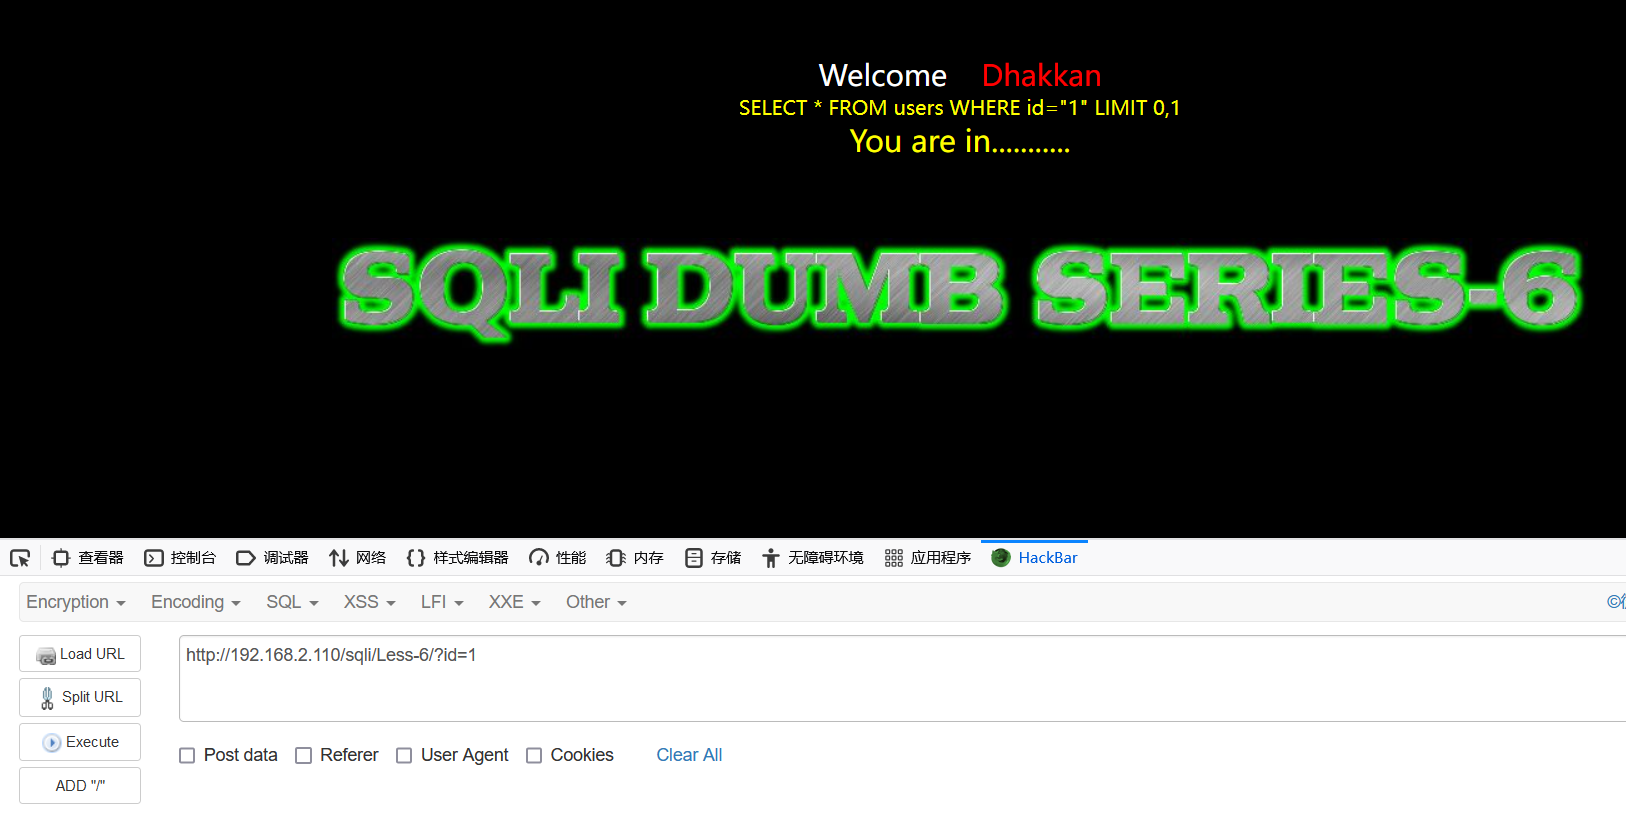 Welcome Dhakkan
SELECT * FROM users WHERE id="1" LIMIT 0,1
You are in...........
SQLI DUMB SERIES-6
查看器 控制台 调试器 网络 样式编辑器 性能 内存 存储 无障碍环境 应用程序 HackBar
Encryption Encoding SQL XSS LFI XXE Other ©
Load URL
http://192.168.2.110/sqli/Less-6/?id=1
Split URL
Execute
Post data Referer User Agent Cookies Clear All
ADD "/"